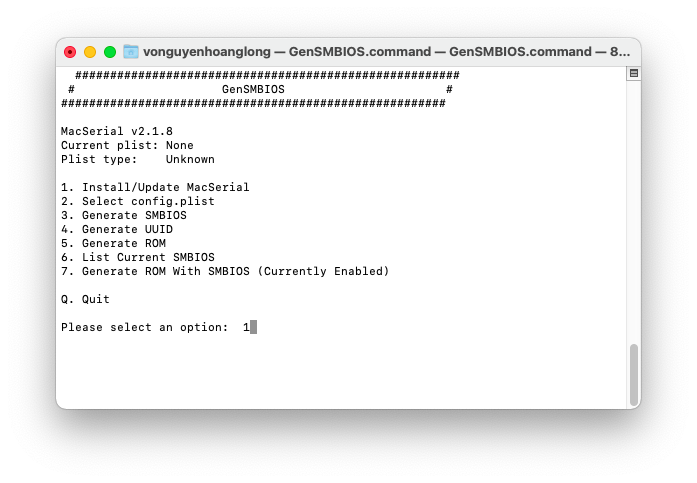 vonguyenhoanglong — GenSMBIOS.command — GenSMBIOS.command — 8...
#######################################################
# GenSMBIOS #
#######################################################
MacSerial v2.1.8
Current plist: None
Plist type: Unknown
1. Install/Update MacSerial
2. Select config.plist
3. Generate SMBIOS
4. Generate UUID
5. Generate ROM
6. List Current SMBIOS
7. Generate ROM With SMBIOS (Currently Enabled)
Q. Quit
Please select an option: 1